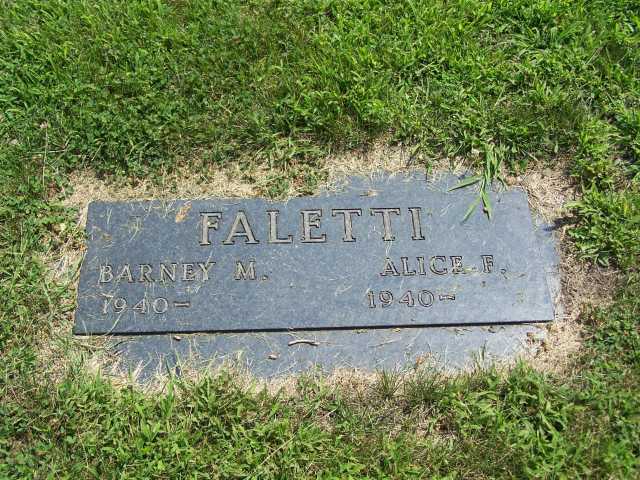 FALETTI
BARNEY M. ALICE F.
1940- 1940-